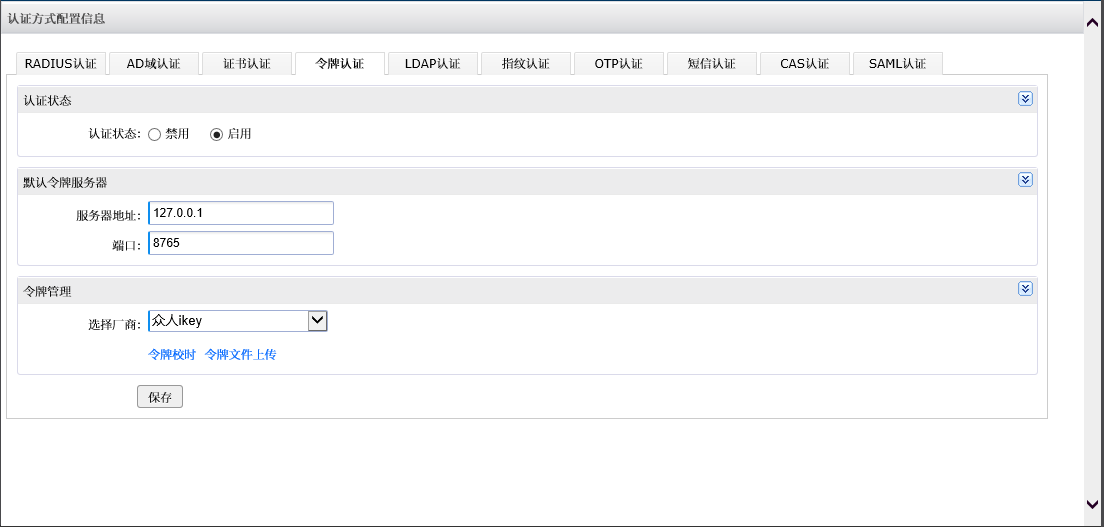 认证方式配置信息
RADIUS认证 AD域认证 证书认证 令牌认证 LDAP认证 指纹认证 OTP认证 短信认证 CAS认证 SAML认证
认证状态
认证状态: 禁用 启用
默认令牌服务器
服务器地址: 127.0.0.1
端口: 8765
令牌管理
选择厂商: 众人ikey
令牌校时 令牌文件上传
保存